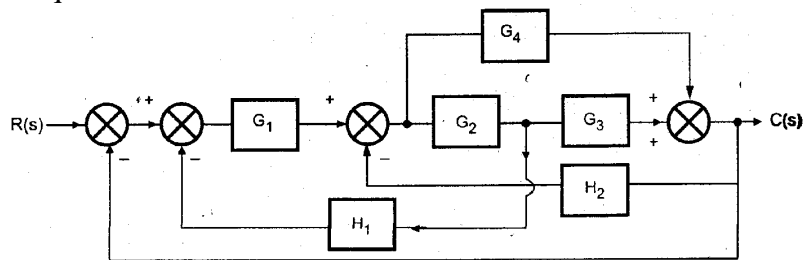 G4
+ + + +
R(s) G1 G2 G3 C(s)
− − − +
H2
H1